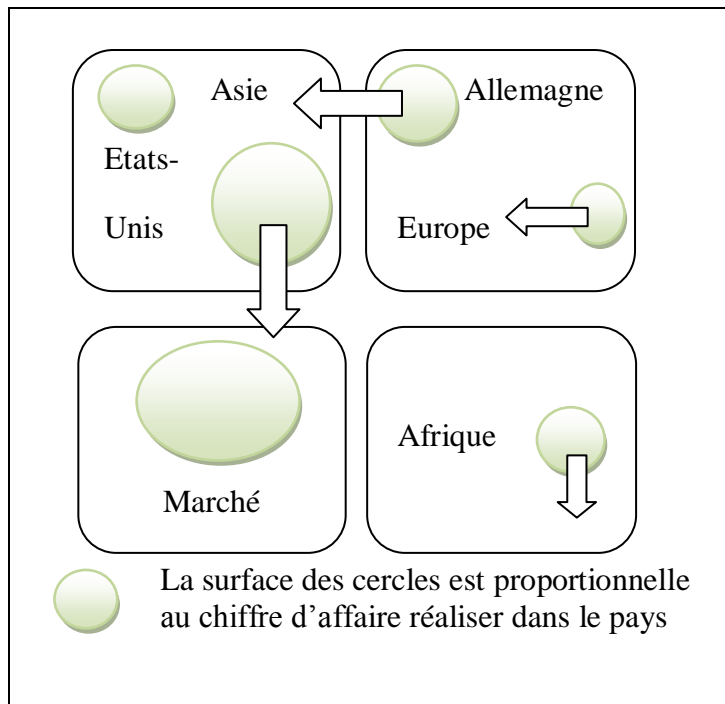 Asie
Allemagne
Etats-
Unis
Europe
Marché
Afrique
La surface des cercles est proportionnelle
au chiffre d'affaire réaliser dans le pays